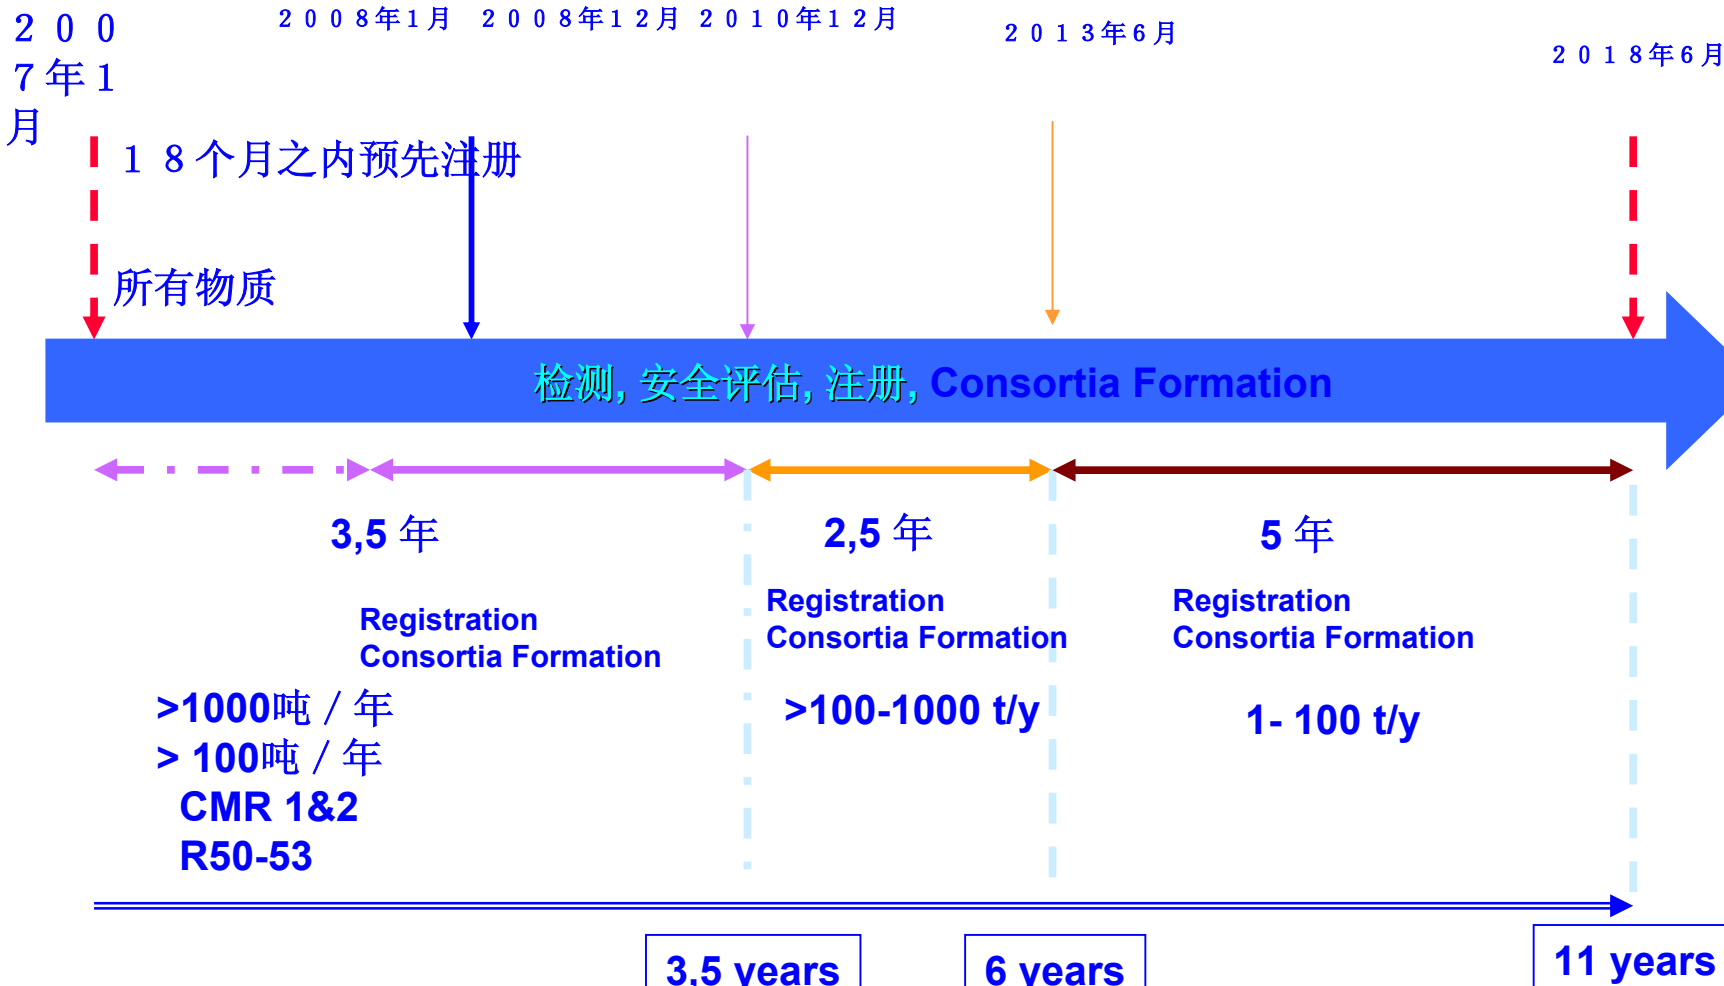 ２００
７年１
月
２００８年１月
２００８年１２月
２０１０年１２月
２０１３年６月
２０１８年６月
１８个月之内预先注册
所有物质
检测, 安全评估, 注册, Consortia Formation
3,5 年
2,5 年
5 年
Registration
Consortia Formation
Registration
Consortia Formation
Registration
Consortia Formation
>1000吨／年
> 100吨／年
CMR 1&2
R50-53
>100-1000 t/y
1- 100 t/y
3,5 years
6 years
11 years